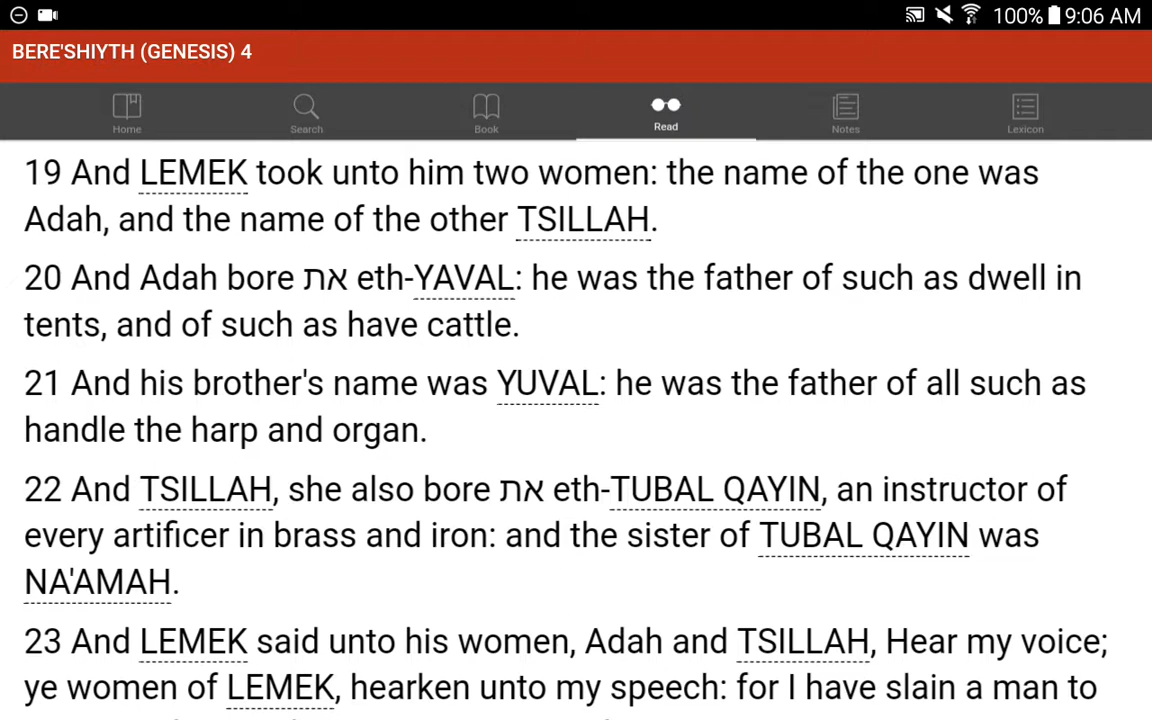 100% 9:06 AM
BERE'SHIYTH (GENESIS) 4
Home Search Book Read Notes Lexicon
19 And LEMEK took unto him two women: the name of the one was
Adah, and the name of the other TSILLAH.
20 And Adah bore את eth-YAVAL: he was the father of such as dwell in
tents, and of such as have cattle.
21 And his brother's name was YUVAL: he was the father of all such as
handle the harp and organ.
22 And TSILLAH, she also bore את eth-TUBAL QAYIN, an instructor of
every artificer in brass and iron: and the sister of TUBAL QAYIN was
NA'AMAH.
23 And LEMEK said unto his women, Adah and TSILLAH, Hear my voice;
ye women of LEMEK, hearken unto my speech: for I have slain a man to